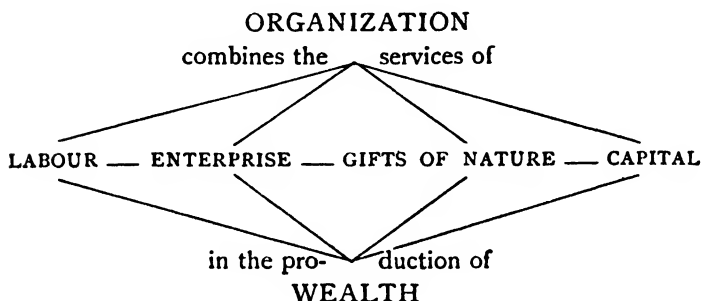 ORGANIZATION
combines the services of
LABOUR — ENTERPRISE — GIFTS OF NATURE — CAPITAL
in the pro- duction of
WEALTH